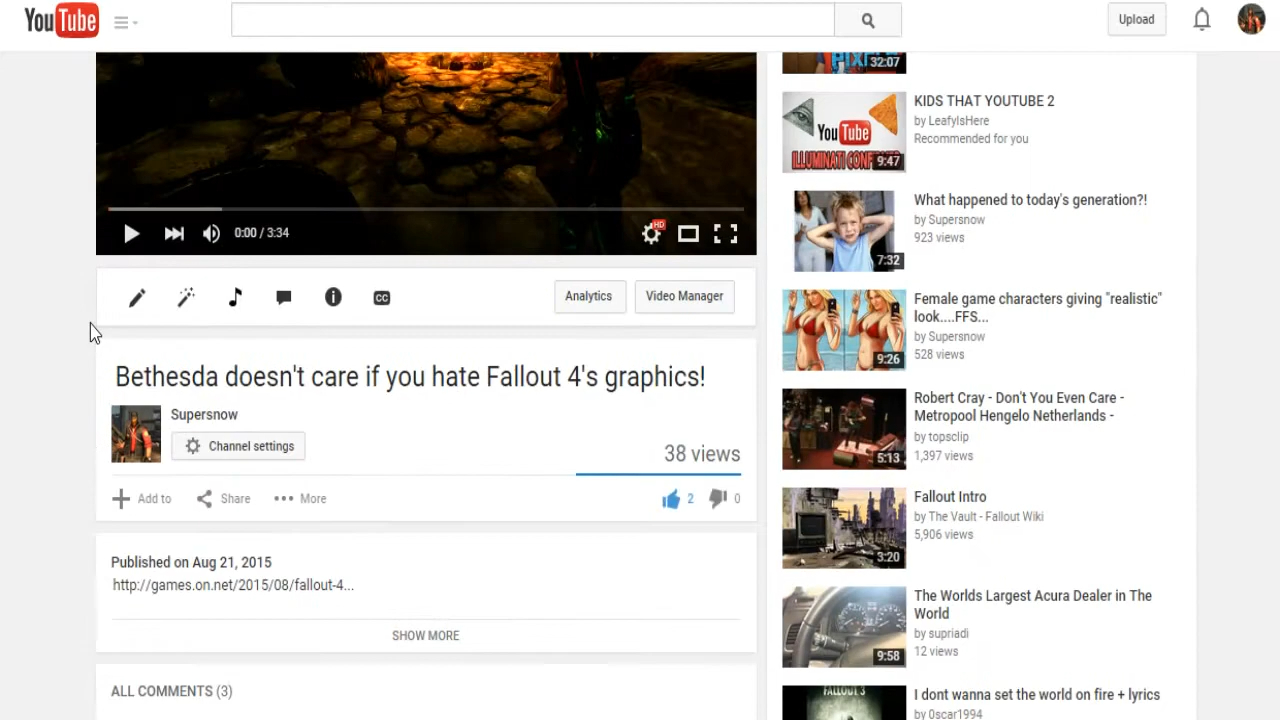 YouTube
Upload
0:00 / 3:34
HD
CC
Analytics
Video Manager
Bethesda doesn't care if you hate Fallout 4's graphics!
Supersnow
Channel settings
38 views
Add to
Share
More
2
0
Published on Aug 21, 2015
http://games.on.net/2015/08/fallout-4...
SHOW MORE
ALL COMMENTS (3)
32:07
YouTube
9:47
KIDS THAT YOUTUBE 2
by LeafyIsHere
Recommended for you
7:32
What happened to today's generation?!
by Supersnow
923 views
9:26
Female game characters giving "realistic"
look....FFS...
by Supersnow
528 views
5:13
Robert Cray - Don't You Even Care -
Metropool Hengelo Netherlands -
by topsclip
1,397 views
3:20
Fallout Intro
by The Vault - Fallout Wiki
5,906 views
9:58
The Worlds Largest Acura Dealer in The
World
by supriadi
12 views
FALLOUT 3
I dont wanna set the world on fire + lyrics
by 0scar1994